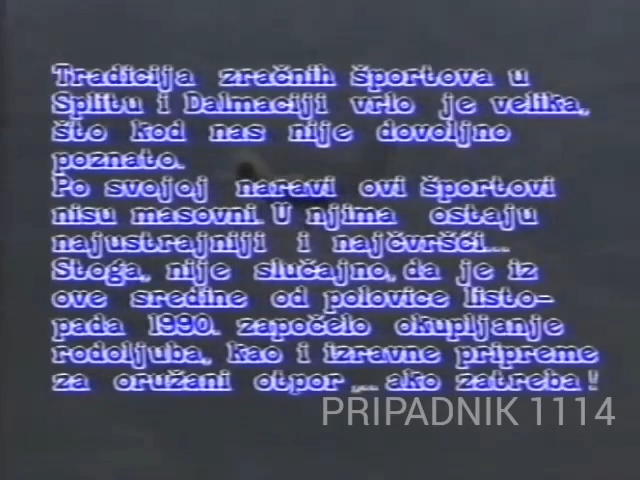 Tradicija zračnih športova u
Splitu i Dalmaciji vrlo je velika,
što kod nas nije dovoljno
poznato.
Po svojoj naravi ovi športovi
nisu masovni. U njima ostaju
najustrajniji i najčvršći...
Stoga, nije slučajno, da je iz
ove sredine od polovice listo-
pada 1990. započelo okupljanje
rodoljuba, kao i izravne pripreme
za oružani otpor ,... ako zatreba!
PRIPADNIK 1114